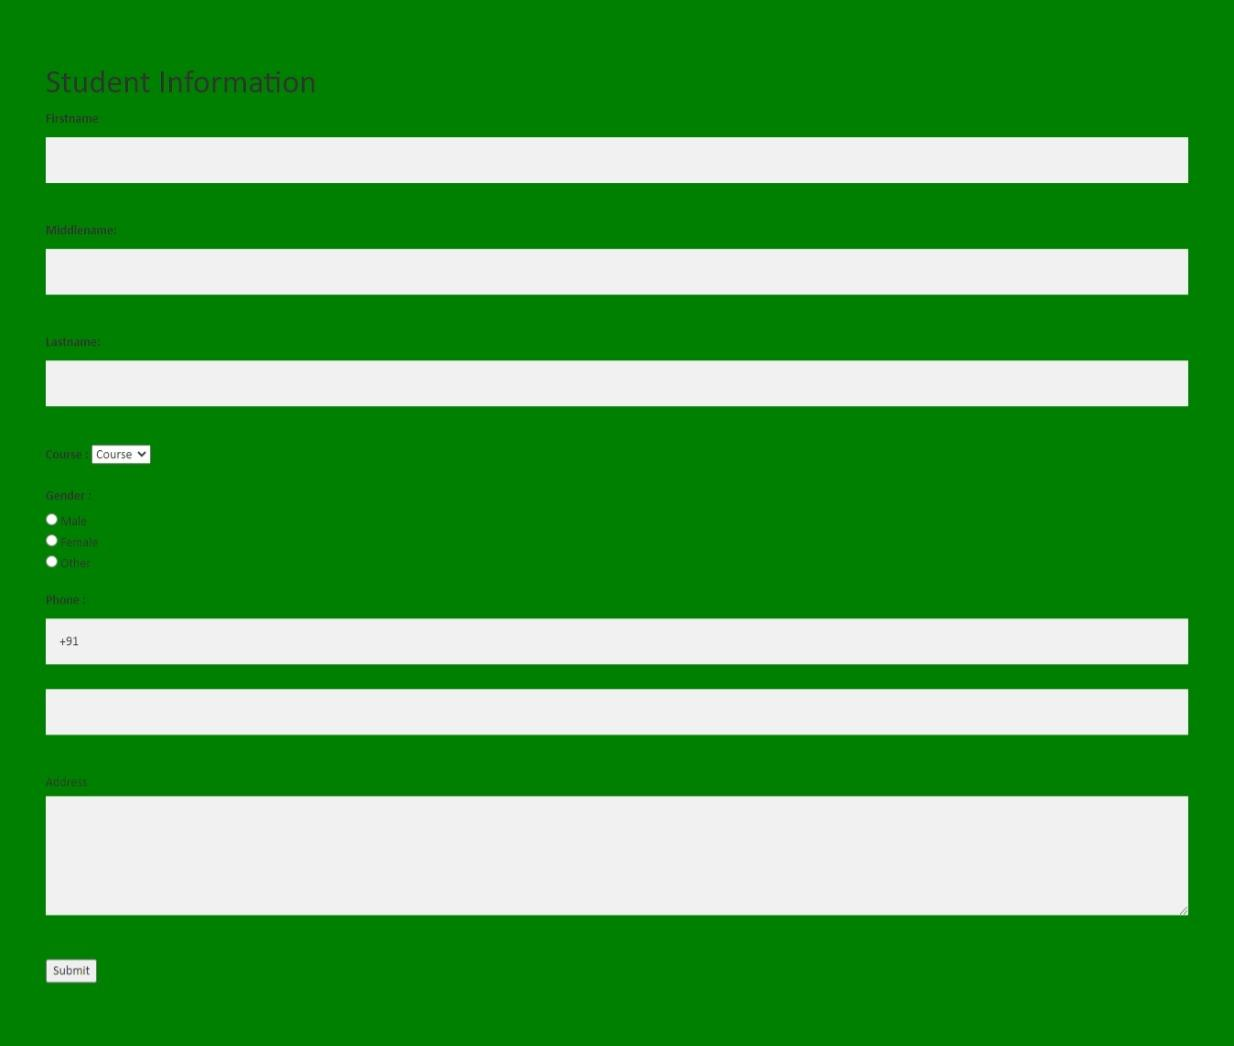 Student Information
Firstname
Middlename:
Lastname:
Course : Course
Gender :
Male
Female
Other
Phone :
+91
Address
Submit